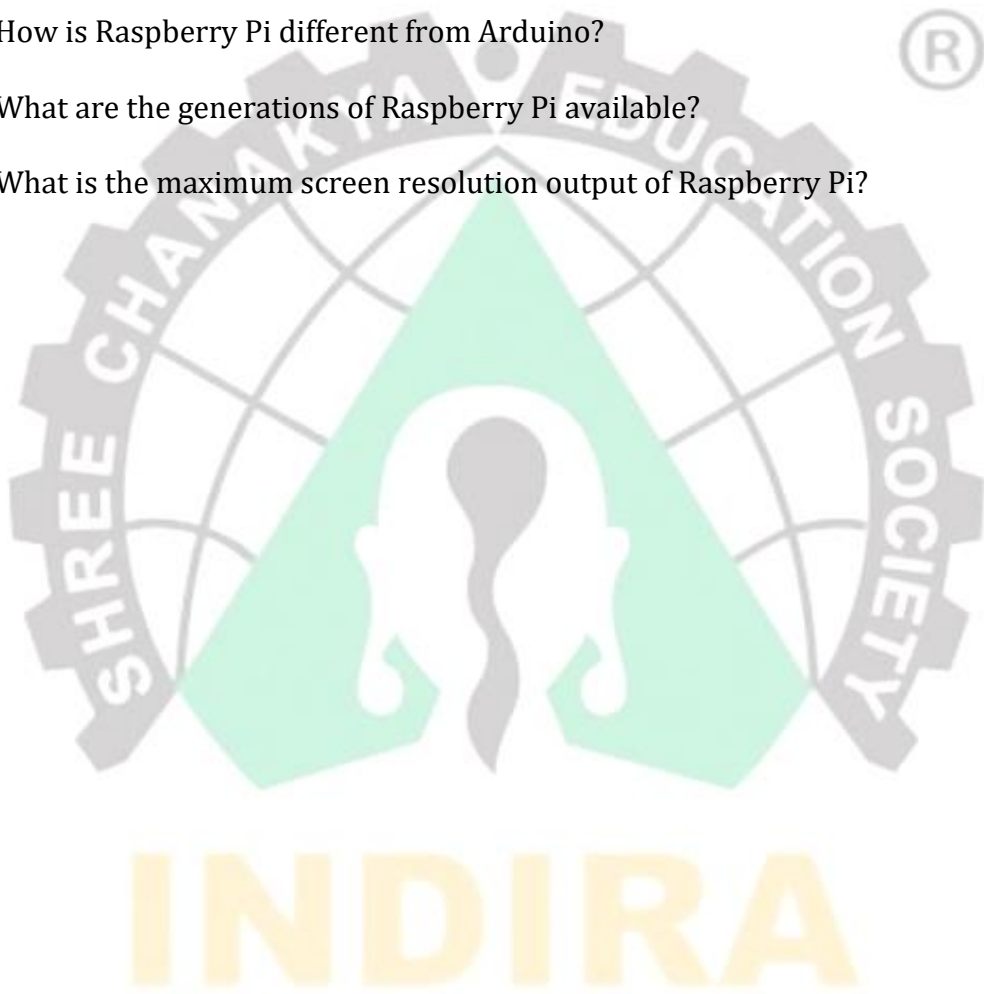 How is Raspberry Pi different from Arduino?
®
What are the generations of Raspberry Pi available?
What is the maximum screen resolution output of Raspberry Pi?
SHREE CHANAKYA EDUCATION SOCIETY
INDIRA